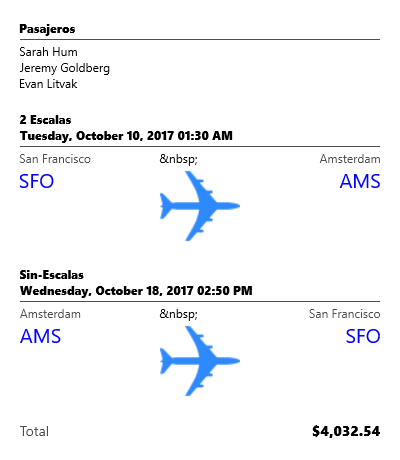 Pasajeros
Sarah Hum
Jeremy Goldberg
Evan Litvak
2 Escalas
Tuesday, October 10, 2017 01:30 AM
San Francisco &nbsp; Amsterdam
SFO AMS
Sin-Escalas
Wednesday, October 18, 2017 02:50 PM
Amsterdam &nbsp; San Francisco
AMS SFO
Total $4,032.54